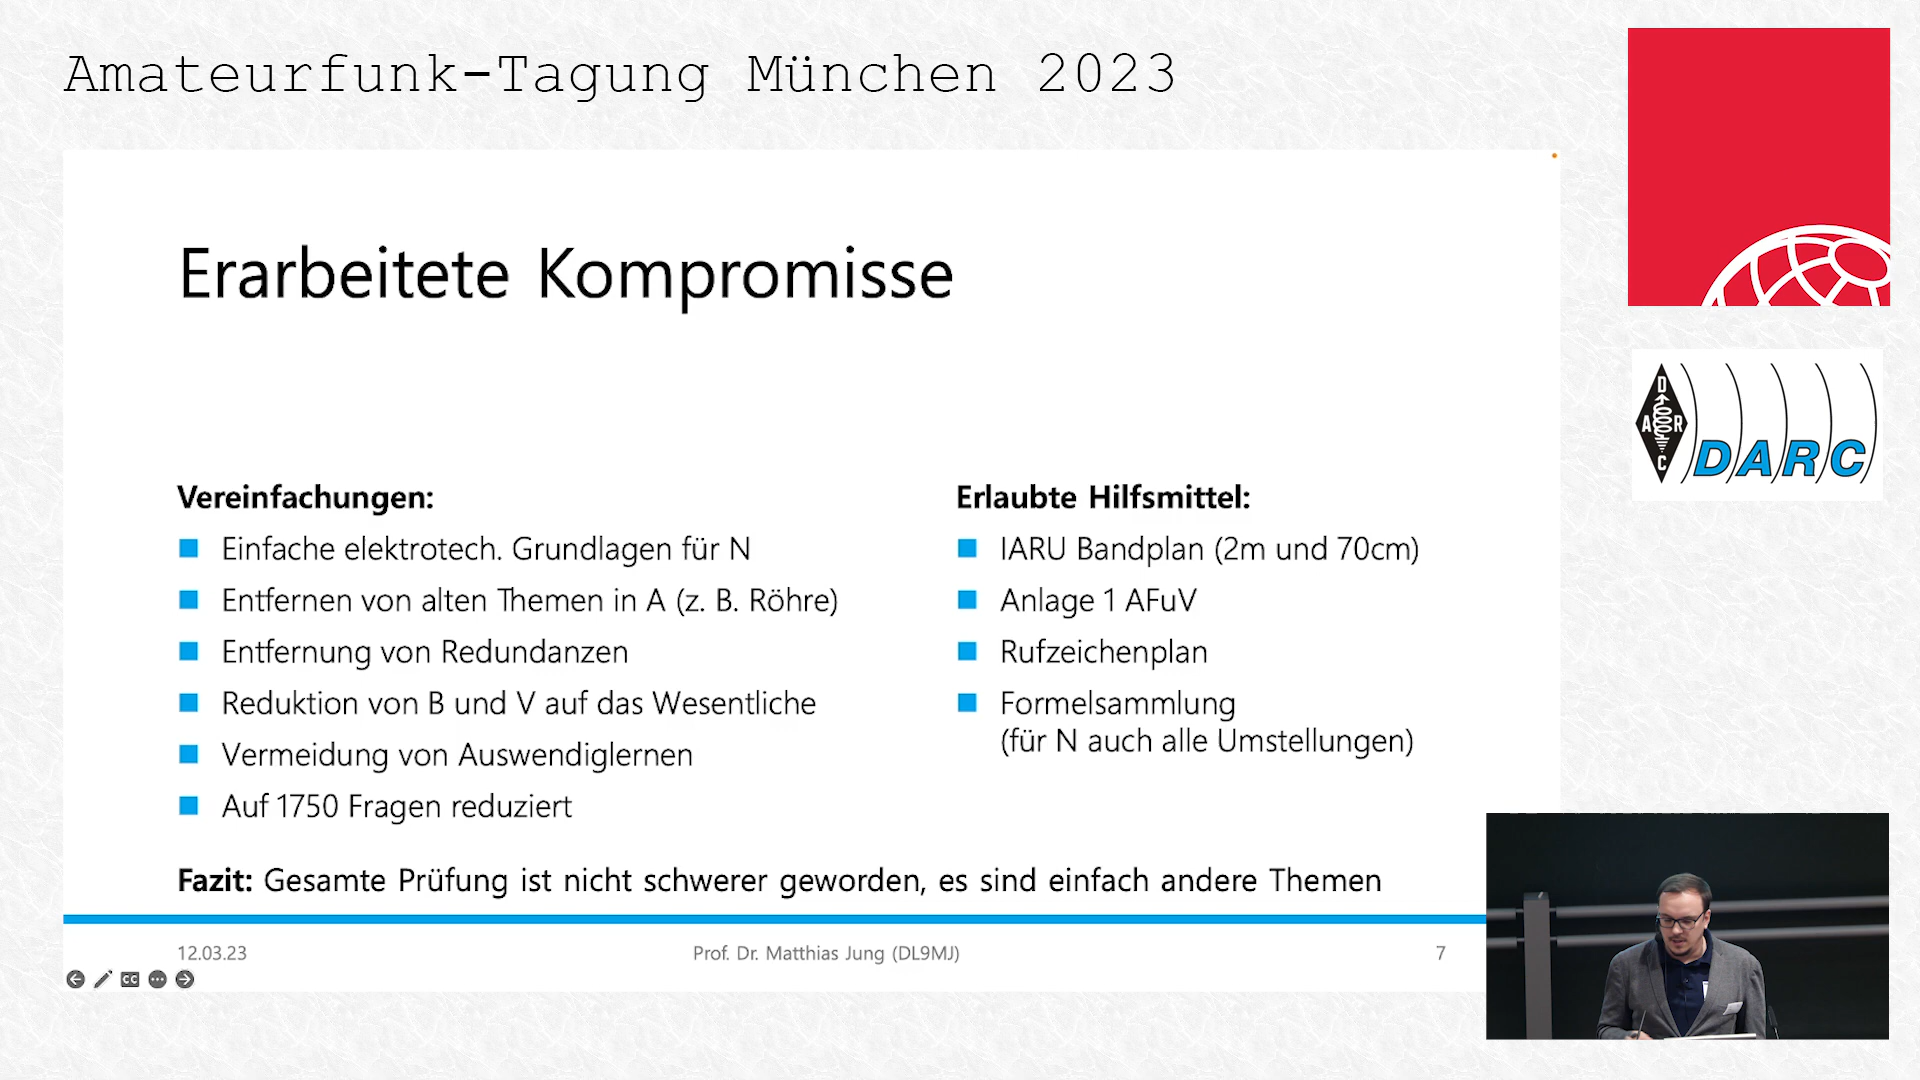 Amateurfunk-Tagung München 2023
Erarbeitete Kompromisse
Vereinfachungen:
Einfache elektrotech. Grundlagen für N
Entfernen von alten Themen in A (z. B. Röhre)
Entfernung von Redundanzen
Reduktion von B und V auf das Wesentliche
Vermeidung von Auswendiglernen
Auf 1750 Fragen reduziert
Erlaubte Hilfsmittel:
IARU Bandplan (2m und 70cm)
Anlage 1 AFuV
Rufzeichenplan
Formelsammlung
(für N auch alle Umstellungen)
Fazit: Gesamte Prüfung ist nicht schwerer geworden, es sind einfach andere Themen
12.03.23
Prof. Dr. Matthias Jung (DL9MJ)
7
CC
D
A R
C
DARC